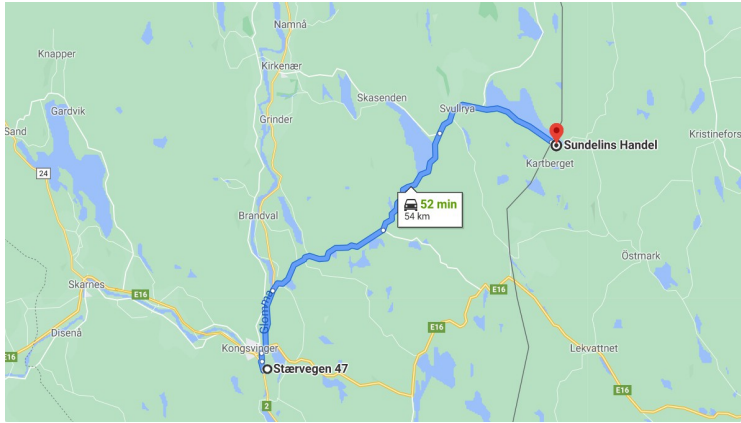 Namnå
Knapper
Kirkenær
Skasenden
Gardvik
Svullrya
Grinder
Sand
Kristinefors
Sundelins Handel
Kartberget
24
52 min
54 km
Brandval
Östmark
Skarnes
E16
E16
Glomma
Disenå
E16
E16
Kongsvinger
Lekvattnet
Stærvegen 47
E16
2